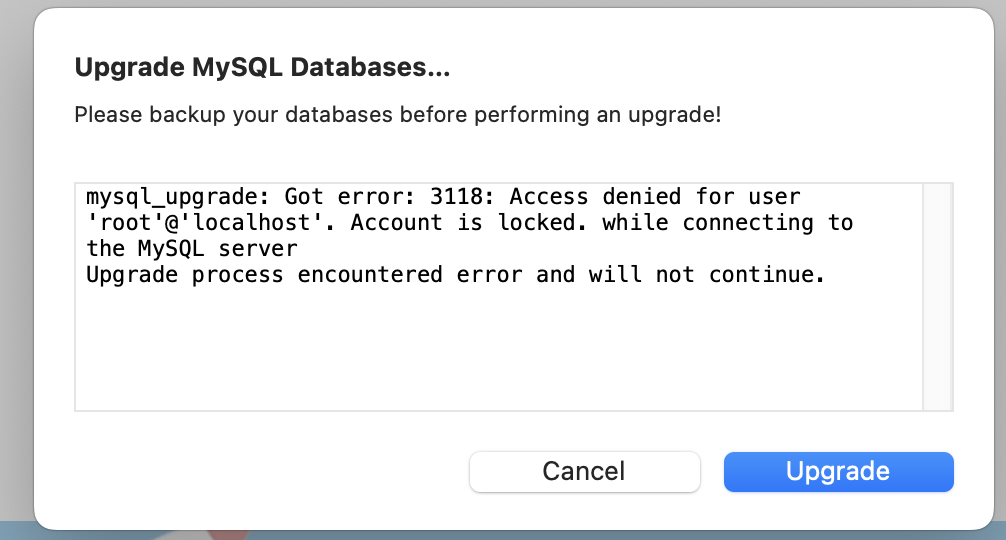 Upgrade MySQL Databases...
Please backup your databases before performing an upgrade!
mysql_upgrade: Got error: 3118: Access denied for user
'root'@'localhost'. Account is locked. while connecting to
the MySQL server
Upgrade process encountered error and will not continue.
Cancel
Upgrade